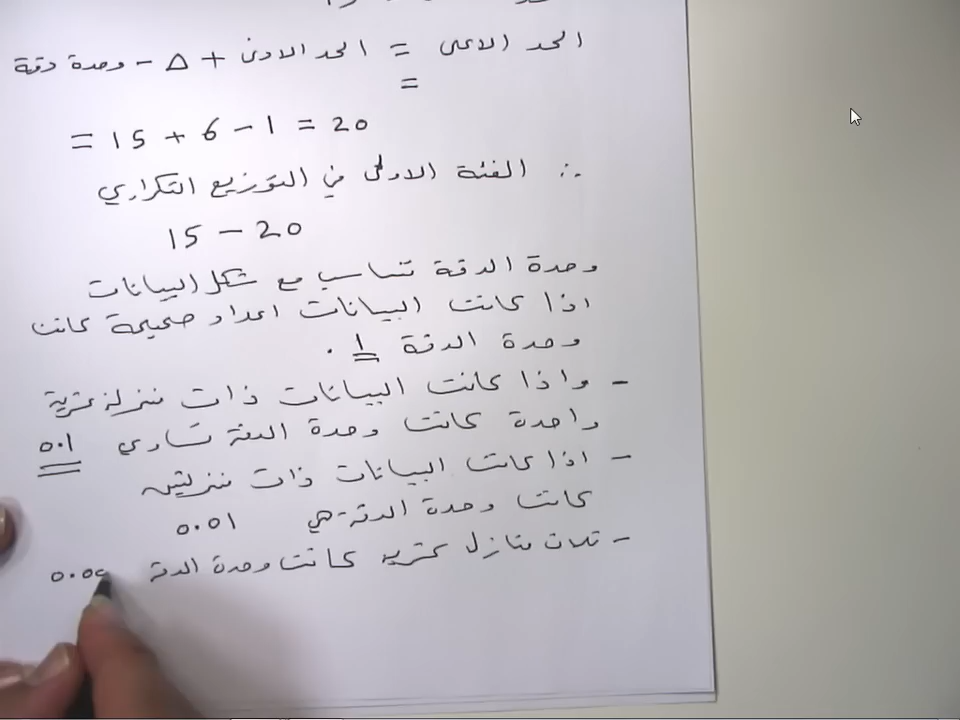 الحد الاعلى = الحد الادنى + Δ - وحدة دقة
=
= 15 + 6 - 1 = 20
∴ الفئة الاولى في التوزيع التكراري
15 - 20
وحدة الدقة تتناسب مع شكل البيانات
اذا كانت البيانات اعداد صحيحة كانت
وحدة الدقة 1 .
- واذا كانت البيانات ذات منزلة عشرية
واحدة كانت وحدة الدقة تساوي 0.1
- اذا كانت البيانات ذات منزلتين
كانت وحدة الدقة هي 0.01
- ثلاث منازل عشرية كانت وحدة الدقة 0.00